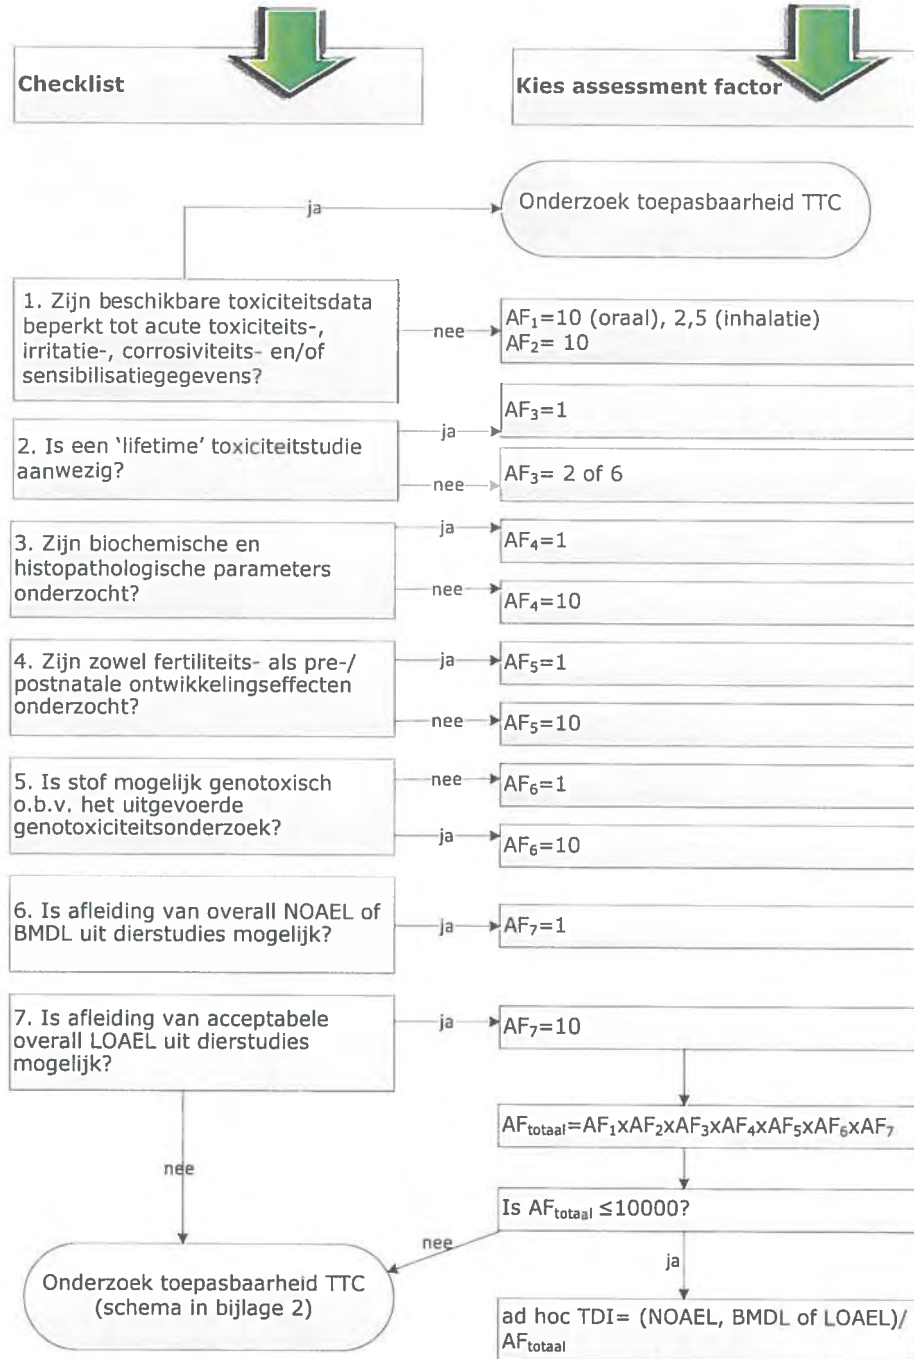 Checklist
Kies assessment factor
ja
Onderzoek toepasbaarheid TTC
1. Zijn beschikbare toxiciteitsdata
beperkt tot acute toxiciteits-,
irritatie-, corrosiviteits- en/of
sensibilisatiegegevens?
nee
AF₁=10 (oraal), 2,5 (inhalatie)
AF₂= 10
2. Is een ‘lifetime’ toxiciteitstudie
aanwezig?
ja
AF₃=1
nee
AF₃= 2 of 6
3. Zijn biochemische en
histopathologische parameters
onderzocht?
ja
AF₄=1
nee
AF₄=10
4. Zijn zowel fertiliteits- als pre-/
postnatale ontwikkelingseffecten
onderzocht?
ja
AF₅=1
nee
AF₅=10
5. Is stof mogelijk genotoxisch
o.b.v. het uitgevoerde
genotoxiciteitsonderzoek?
nee
AF₆=1
ja
AF₆=10
6. Is afleiding van overall NOAEL of
BMDL uit dierstudies mogelijk?
ja
AF₇=1
7. Is afleiding van acceptabele
overall LOAEL uit dierstudies
mogelijk?
ja
AF₇=10
AFtotaal=AF₁xAF₂xAF₃xAF₄xAF₅xAF₆xAF₇
nee
Is AFtotaal ≤10000?
nee
ja
Onderzoek toepasbaarheid TTC
(schema in bijlage 2)
ad hoc TDI= (NOAEL, BMDL of LOAEL)/
AFtotaal